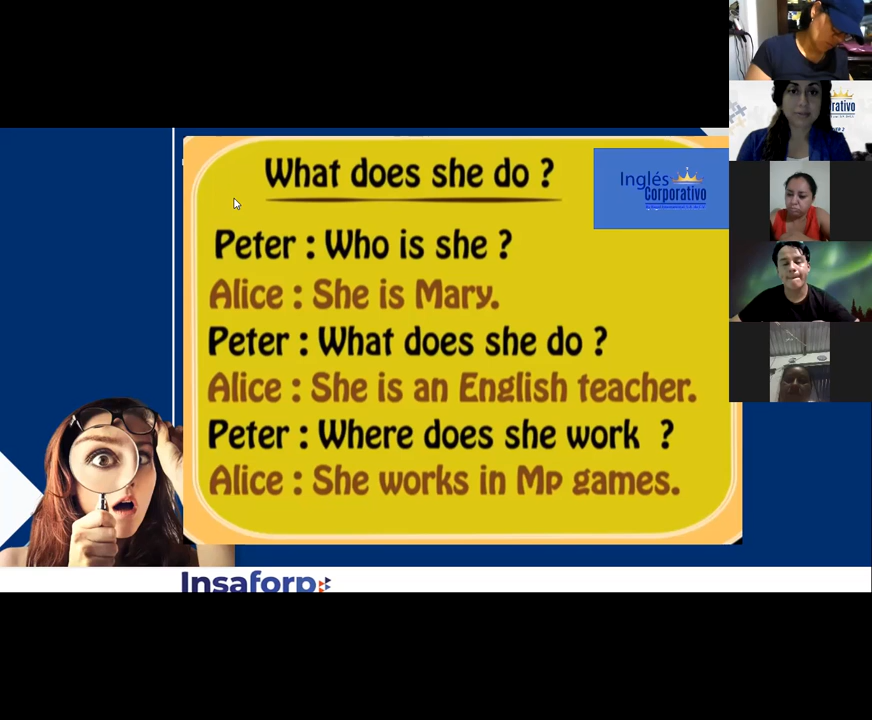 What does she do ?
Inglés
Corporativo
Peter : Who is she ?
Alice : She is Mary.
Peter : What does she do ?
Alice : She is an English teacher.
Peter : Where does she work ?
Alice : She works in Mp games.
Insaforp
rativo